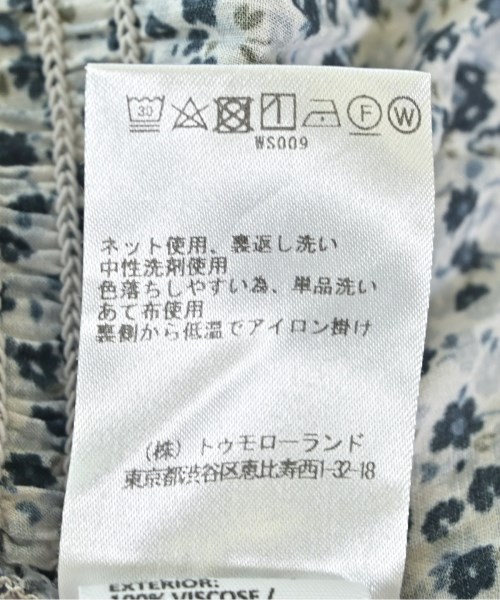 30 F W
WS009
ネット使用、裏返し洗い
中性洗剤使用
色落ちしやすい為、単品洗い
あて布使用
裏側から低温でアイロン掛け
(株)トゥモローランド
東京都渋谷区恵比寿西1-32-18
EXTERIOR:
100% VISCOSE /